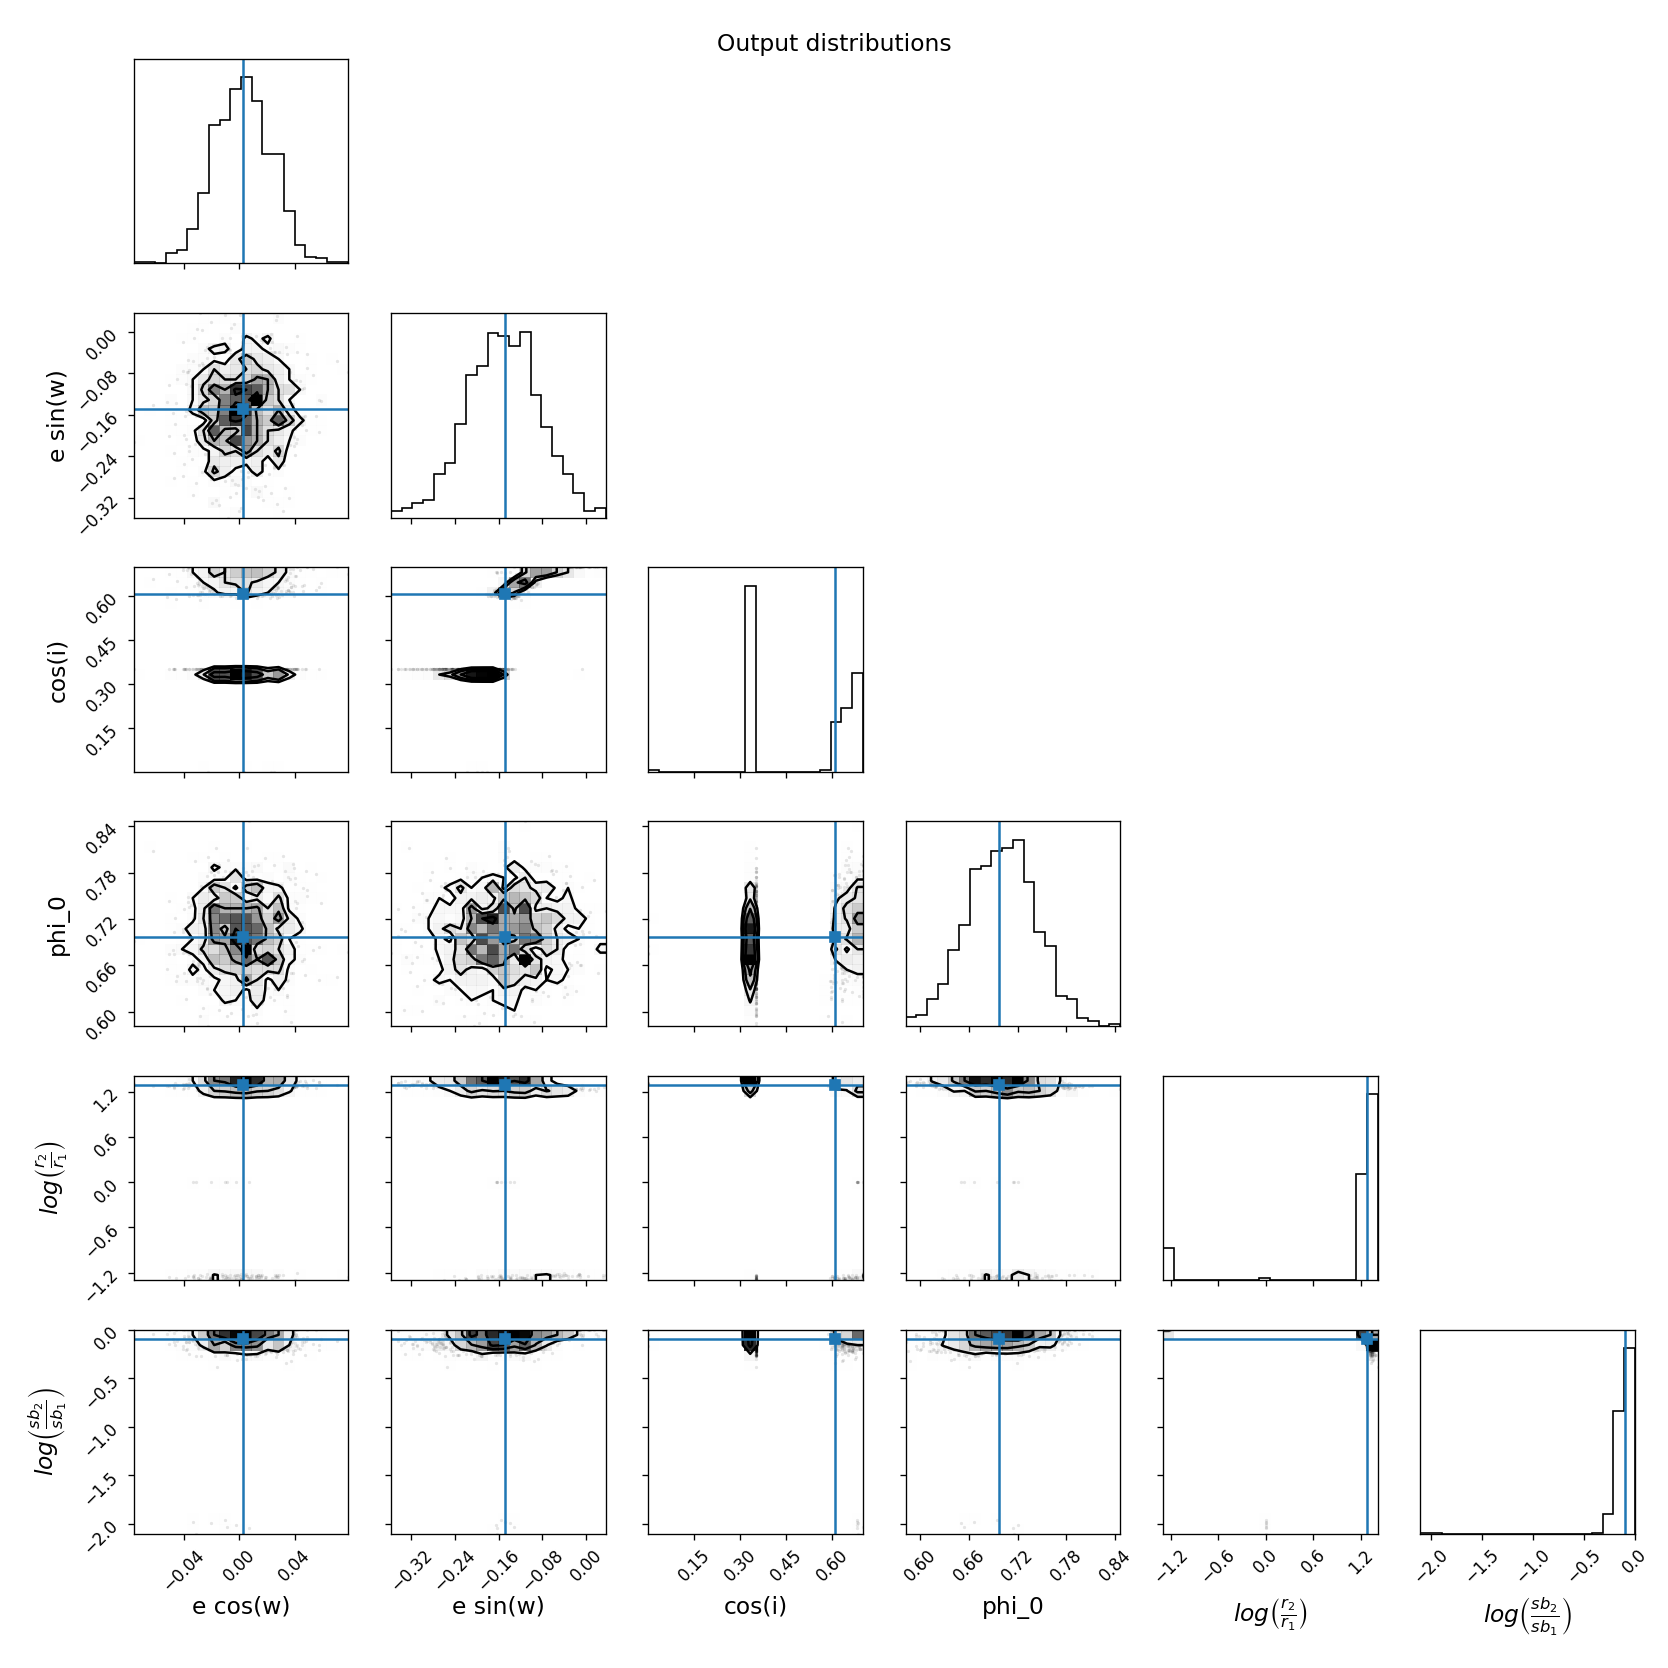 Output distributions
e sin(w)
0.00
−0.08
−0.16
−0.24
−0.32
cos(i)
0.60
0.45
0.30
0.15
phi_0
0.84
0.78
0.72
0.66
0.60
log(r₂/r₁)
1.2
0.6
0.0
−0.6
−1.2
log(sb₂/sb₁)
0.0
−0.5
−1.0
−1.5
−2.0
−0.04 0.00 0.04
−0.32 −0.24 −0.16 −0.08 0.00
0.15 0.30 0.45 0.60
0.60 0.66 0.72 0.78 0.84
−1.2 −0.6 0.0 0.6 1.2
−2.0 −1.5 −1.0 −0.5 0.0
e cos(w) e sin(w) cos(i) phi_0 log(r₂/r₁) log(sb₂/sb₁)